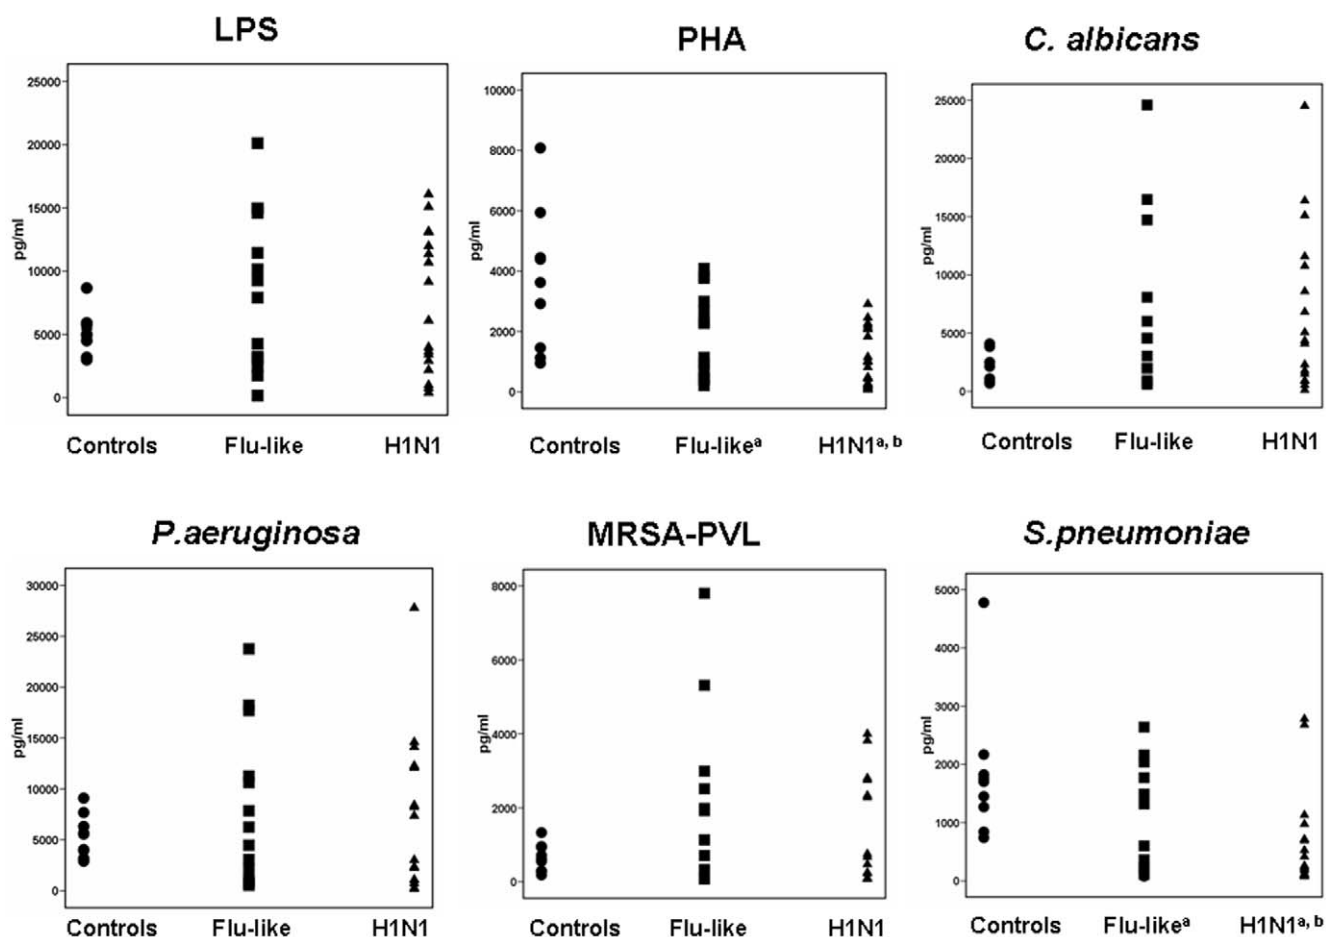 LPS
25000
20000
15000
10000
5000
0
pg/ml
Controls Flu-like H1N1
PHA
10000
8000
6000
4000
2000
0
pg/ml
Controls Flu-likeᵃ H1N1ᵃ, ᵇ
C. albicans
25000
20000
15000
10000
5000
0
pg/ml
Controls Flu-like H1N1
P.aeruginosa
30000
25000
20000
15000
10000
5000
0
pg/ml
Controls Flu-like H1N1
MRSA-PVL
8000
6000
4000
2000
0
pg/ml
Controls Flu-like H1N1
S.pneumoniae
5000
4000
3000
2000
1000
0
pg/ml
Controls Flu-likeᵃ H1N1ᵃ, ᵇ